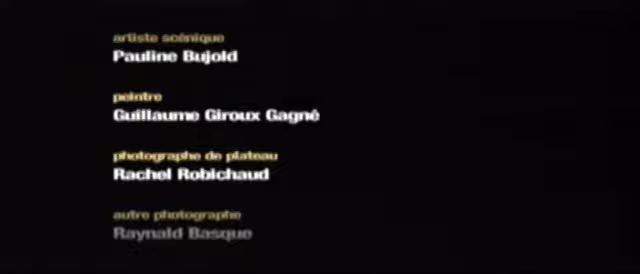 artiste scénique
Pauline Bujold
peintre
Guillaume Giroux Gagné
photographe de plateau
Rachel Robichaud
autre photographe
Raynald Basque